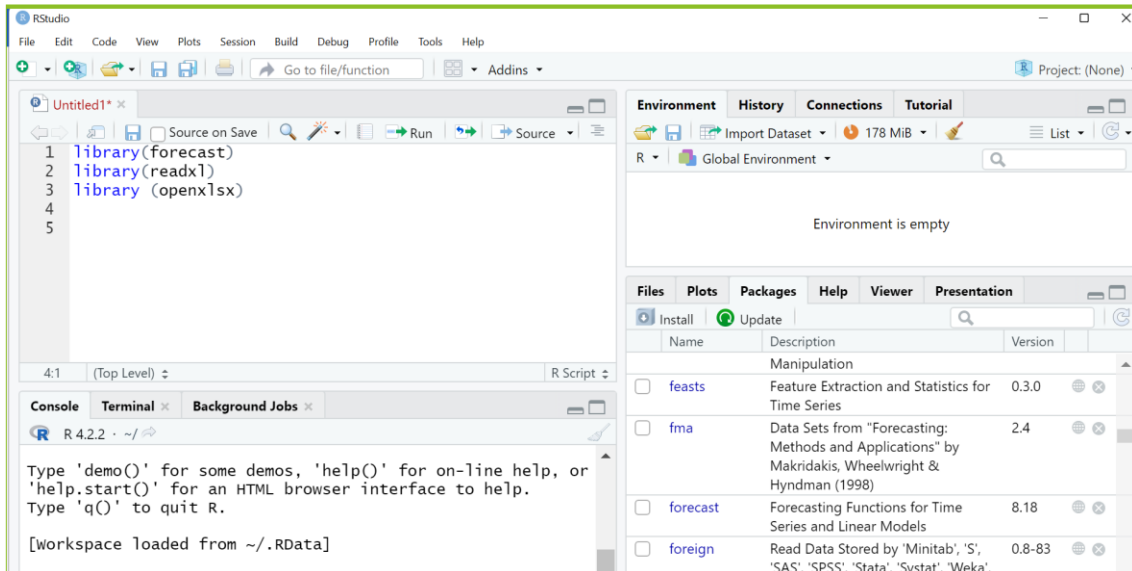 RStudio
File Edit Code View Plots Session Build Debug Profile Tools Help
Go to file/function Addins Project: (None)
Untitled1*
Source on Save Run Source
1 library(forecast)
2 library(readxl)
3 library (openxlsx)
4
5
4:1 (Top Level) R Script
Console Terminal Background Jobs
R 4.2.2 · ~/
Type 'demo()' for some demos, 'help()' for on-line help, or
'help.start()' for an HTML browser interface to help.
Type 'q()' to quit R.
[Workspace loaded from ~/.RData]
Environment History Connections Tutorial
Import Dataset 178 MiB List
R Global Environment
Environment is empty
Files Plots Packages Help Viewer Presentation
Install Update
Name Description Version
Manipulation
feasts Feature Extraction and Statistics for 0.3.0
Time Series
fma Data Sets from "Forecasting: 2.4
Methods and Applications" by
Makridakis, Wheelwright &
Hyndman (1998)
forecast Forecasting Functions for Time 8.18
Series and Linear Models
foreign Read Data Stored by 'Minitab', 'S', 0.8-83
'SAS', 'SPSS', 'Stata', 'Systat', 'Weka',